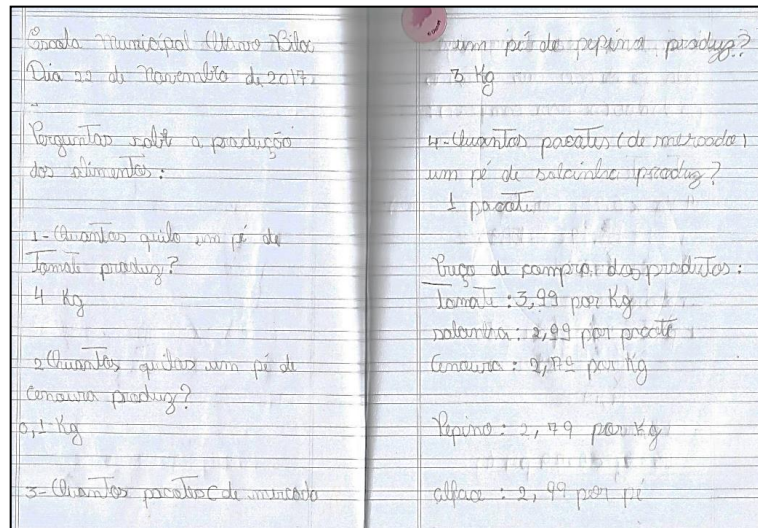 Escola Municipal Olavo Bilac
Dia 22 de Novembro de 2017.
Perguntas sobre a produção
dos alimentos:
1- Quantos quilo um pé de
Tomate produz?
4 Kg
2 Quantos quilos um pé de
Cenoura produz?
0,1 Kg
3- Quantos pacotes (de mercado
um pé de pepino produz?
3 Kg
4- Quantos pacotes (de mercado)
um pé de salcinha produz?
1 pacote
Preço de compra dos produtos:
Tomate : 3,99 por Kg
salcinha : 2,99 por pacote
Cenoura : 2,79 por Kg
Pepino : 2,79 por Kg
alface : 2,99 por pé